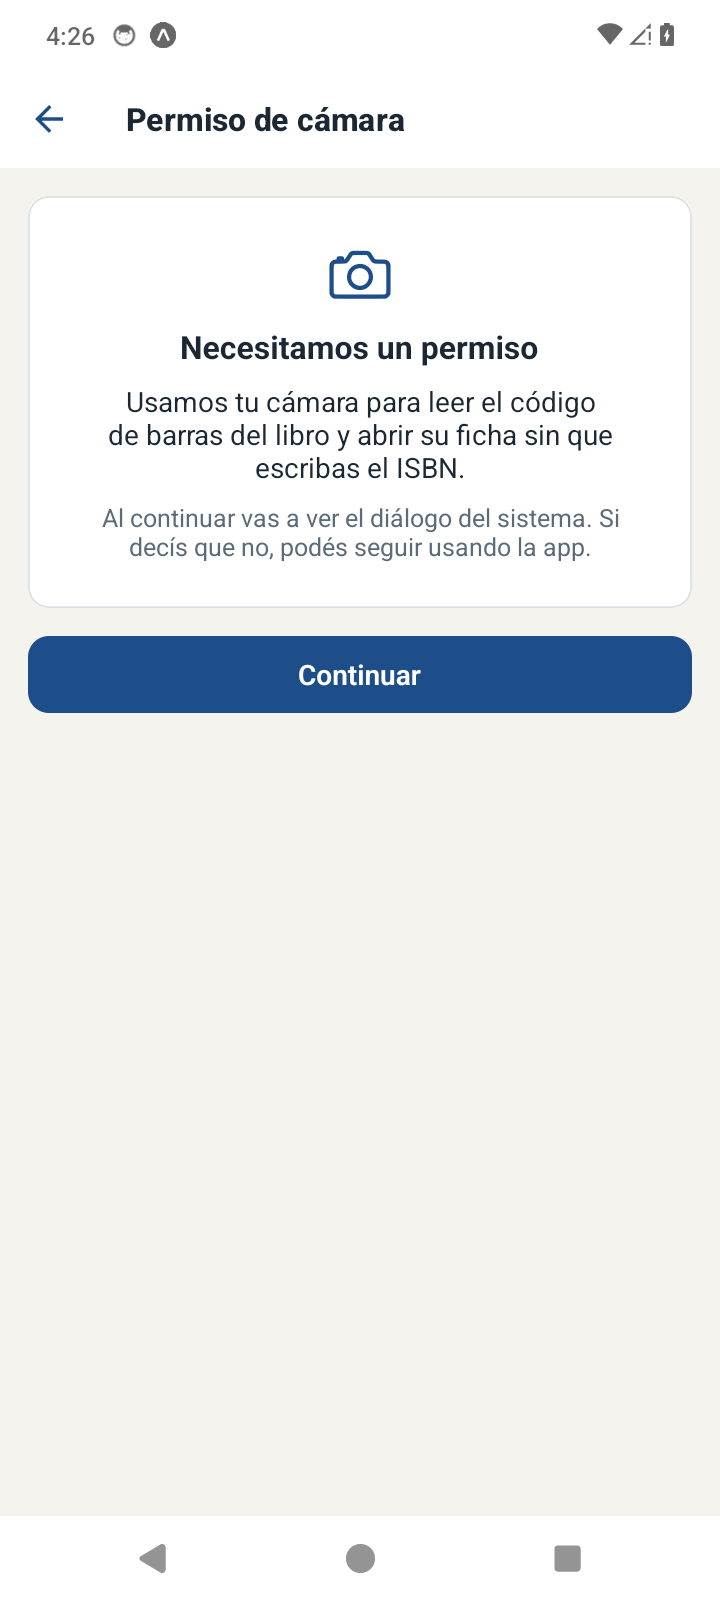 4:26
Permiso de cámara
Necesitamos un permiso
Usamos tu cámara para leer el código
de barras del libro y abrir su ficha sin que
escribas el ISBN.
Al continuar vas a ver el diálogo del sistema. Si
decís que no, podés seguir usando la app.
Continuar